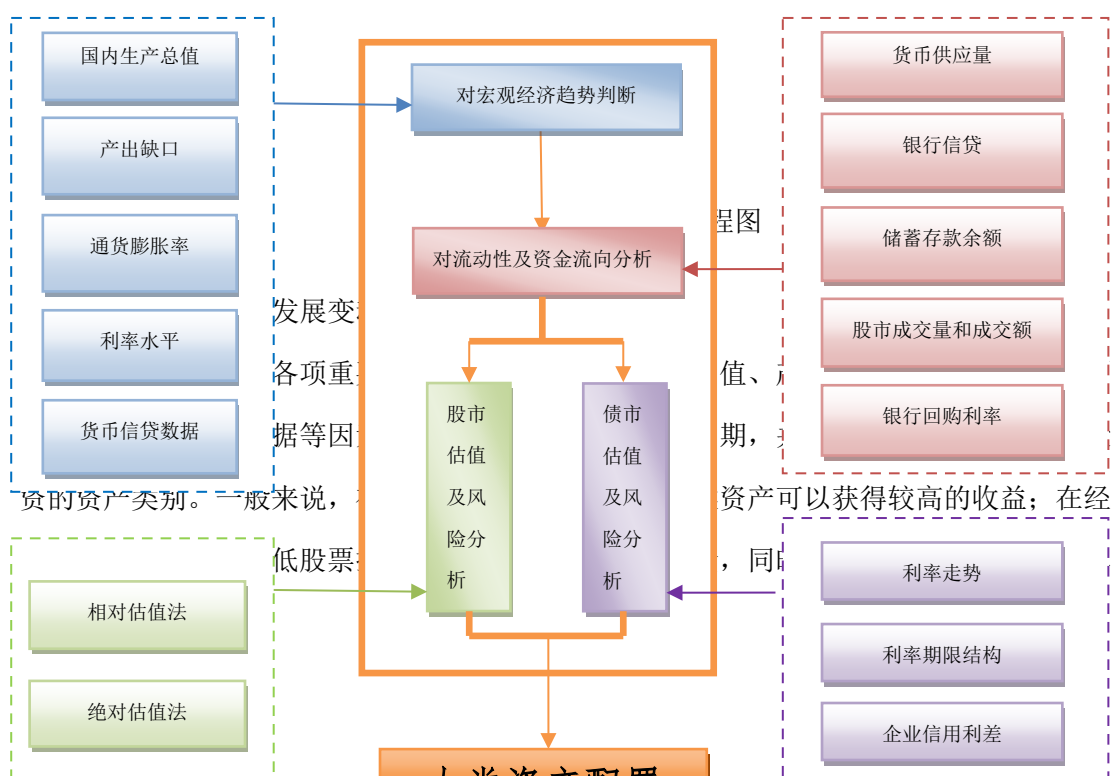 国内生产总值
产出缺口
通货膨胀率
利率水平
货币信贷数据
对宏观经济趋势判断
货币供应量
银行信贷
储蓄存款余额
股市成交量和成交额
银行回购利率
程图
对流动性及资金流向分析
发展变
各项重 值、
据等因 期，
资的资产类别。一般来说， 资产可以获得较高的收益；在经
低股票 ，同
股市
估值
及风
险分
析
债市
估值
及风
险分
析
相对估值法
绝对估值法
利率走势
利率期限结构
企业信用利差
大类资产配置